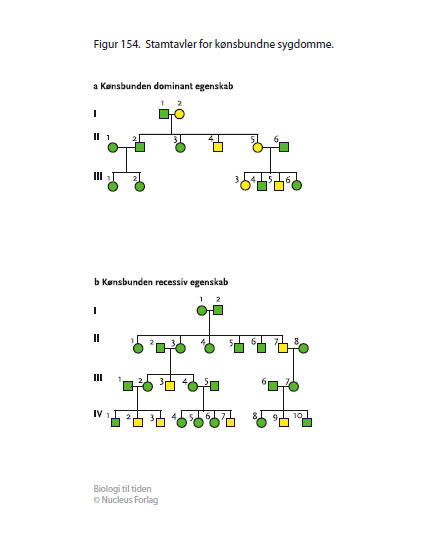 Figur 154. Stamtavler for kønsbundne sygdomme.
a Kønsbunden dominant egenskab
1 2
I
II 1 2 3 4 5 6
III 1 2 3 4 5 6
b Kønsbunden recessiv egenskab
1 2
I
II 1 2 3 4 5 6 7 8
III 1 2 3 4 5 6 7
IV 1 2 3 4 5 6 7 8 9 10
Biologi til tiden
© Nucleus Forlag